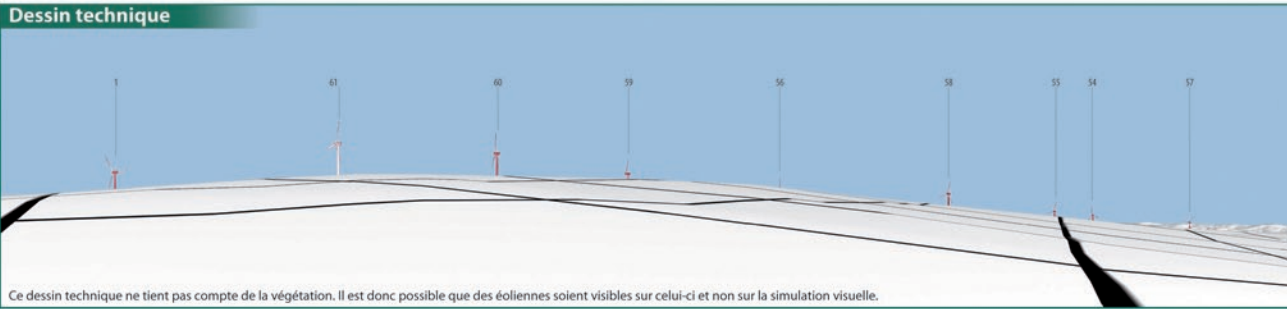 Dessin technique
1 61 60 59 56 58 55 54 57
Ce dessin technique ne tient pas compte de la végétation. Il est donc possible que des éoliennes soient visibles sur celui-ci et non sur la simulation visuelle.